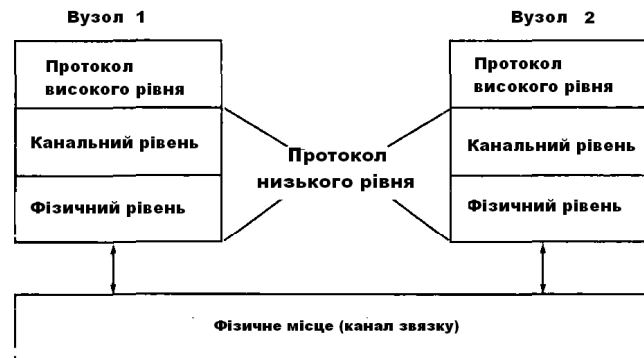 Вузол 1
Вузол 2
Протокол
високого рівня
Канальний рівень
Фізичний рівень
Протокол
низького рівня
Протокол
високого рівня
Канальний рівень
Фізичний рівень
Фізичне місце (канал звязку)